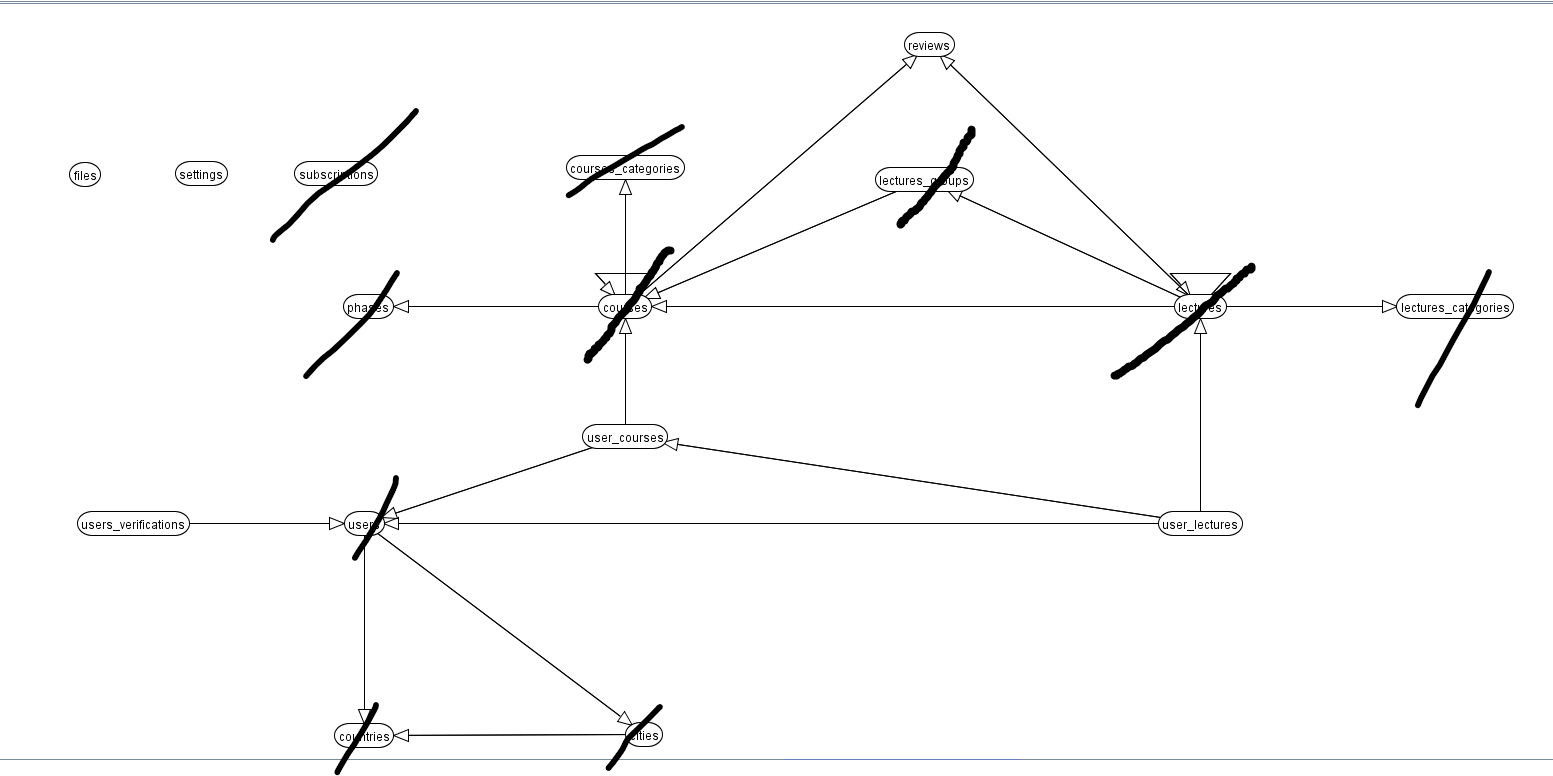 reviews
files
settings
subscriptions
courses_categories
lectures_groups
phases
courses
lectures
lectures_categories
user_courses
users_verifications
users
user_lectures
countries
cities